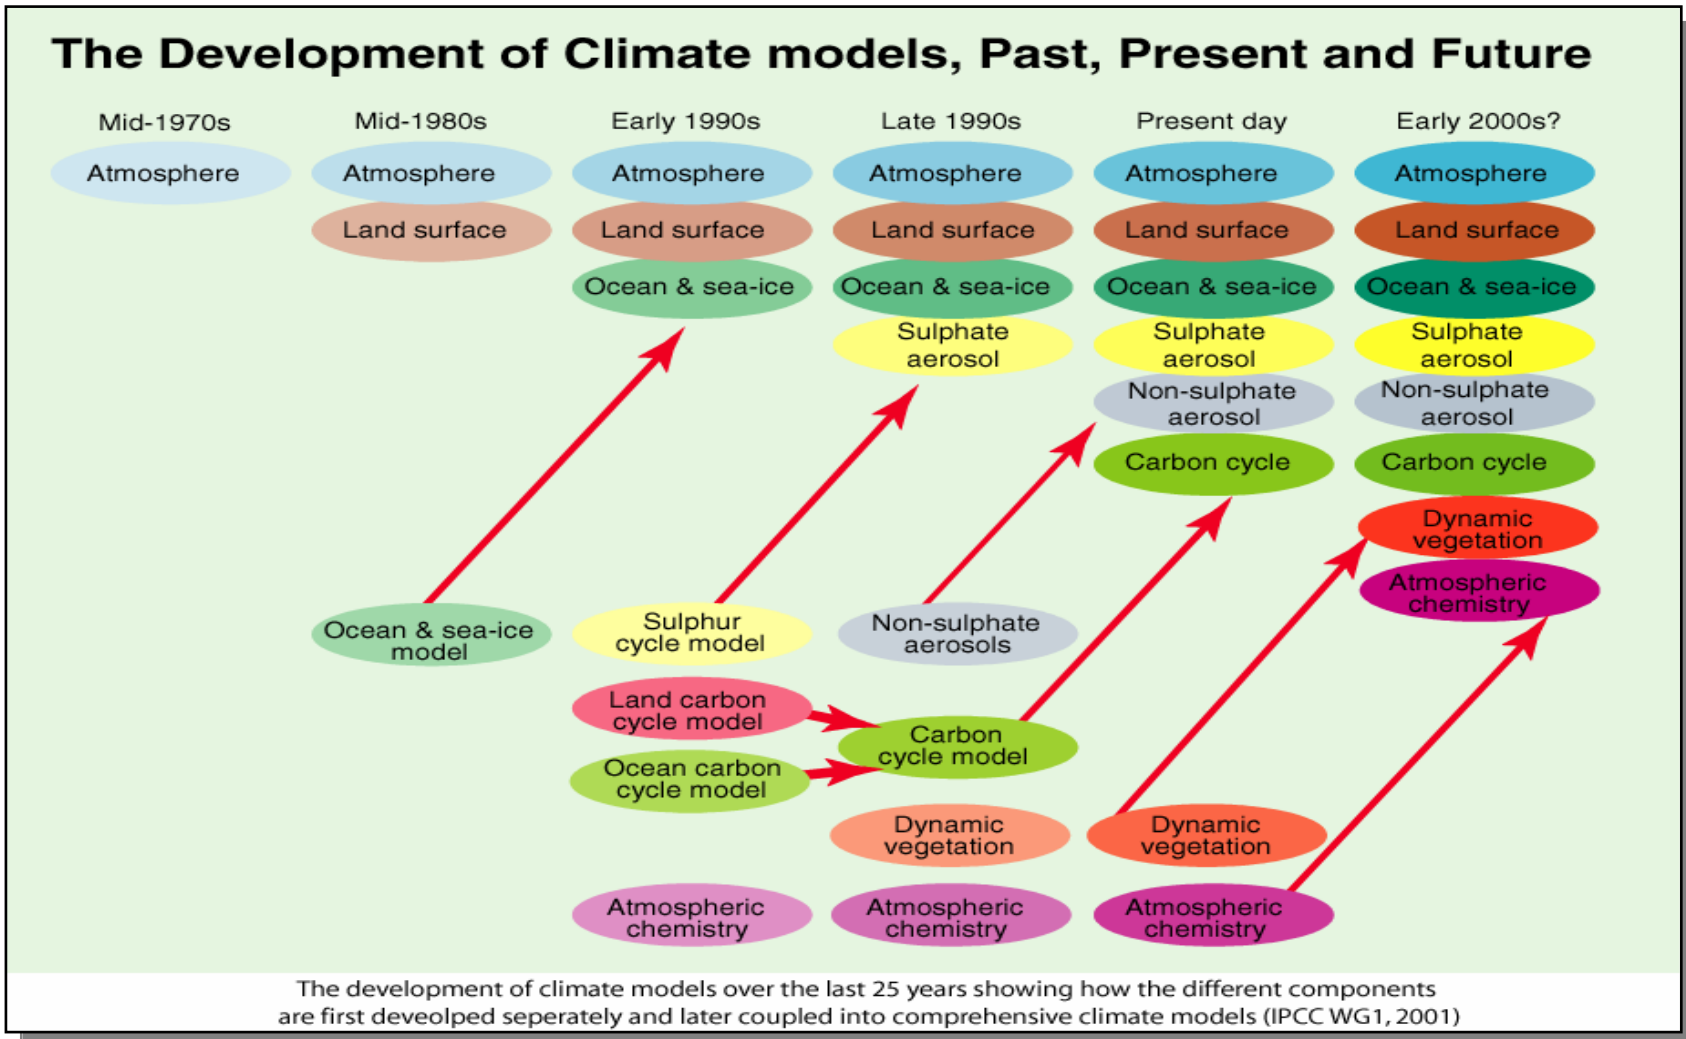 The Development of Climate models, Past, Present and Future
Mid-1970s
Mid-1980s
Early 1990s
Late 1990s
Present day
Early 2000s?
Atmosphere
Atmosphere
Atmosphere
Atmosphere
Atmosphere
Atmosphere
Land surface
Land surface
Land surface
Land surface
Land surface
Ocean & sea-ice
Ocean & sea-ice
Ocean & sea-ice
Ocean & sea-ice
Sulphate
aerosol
Sulphate
aerosol
Sulphate
aerosol
Non-sulphate
aerosol
Non-sulphate
aerosol
Carbon cycle
Carbon cycle
Dynamic
vegetation
Atmospheric
chemistry
Ocean & sea-ice
model
Sulphur
cycle model
Non-sulphate
aerosols
Land carbon
cycle model
Carbon
cycle model
Ocean carbon
cycle model
Dynamic
vegetation
Dynamic
vegetation
Atmospheric
chemistry
Atmospheric
chemistry
Atmospheric
chemistry
The development of climate models over the last 25 years showing how the different components
are first deveolped seperately and later coupled into comprehensive climate models (IPCC WG1, 2001)